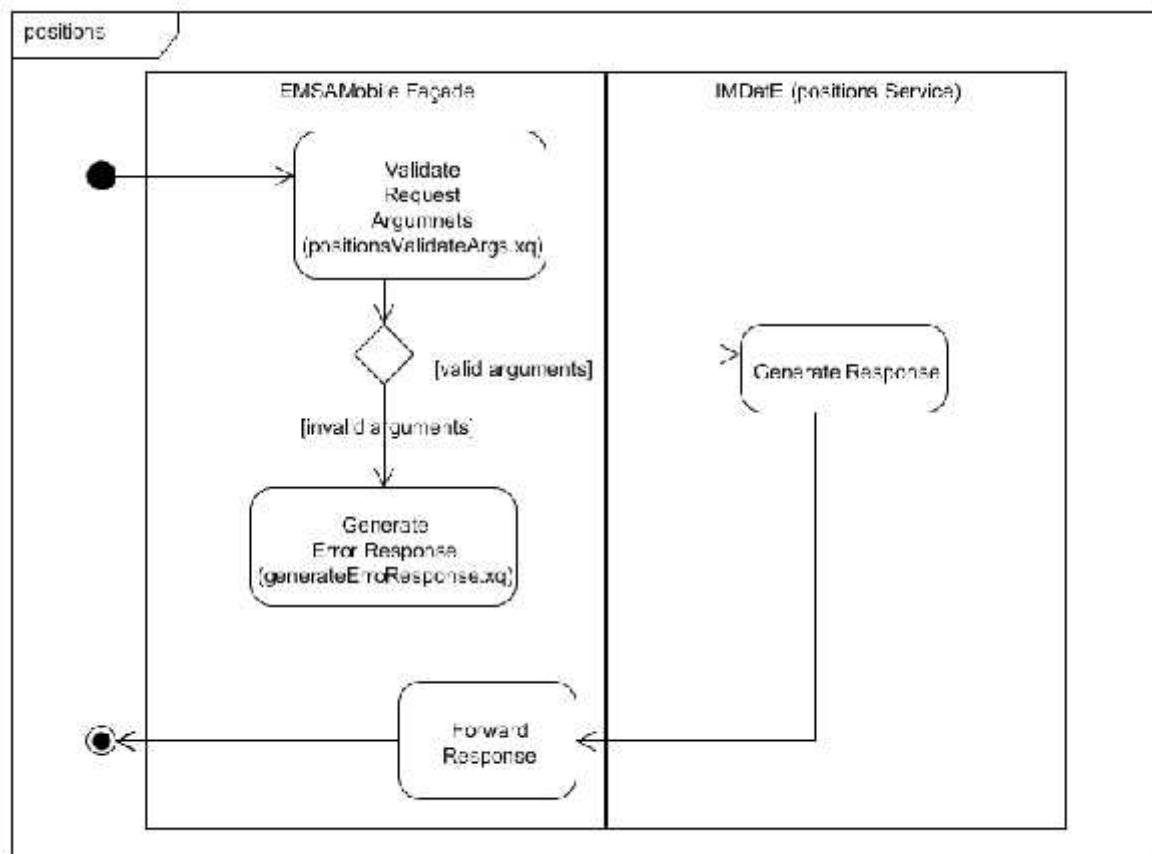 positions
EMSAMobile Façade
IMDatE (positions Service)
Validate
Request
Argumnets
(positionsValidateArgs.xq)
[valid arguments]
Generate Response
[invalid arguments]
Generate
Error Response
(generateErroResponse.xq)
Forward
Response